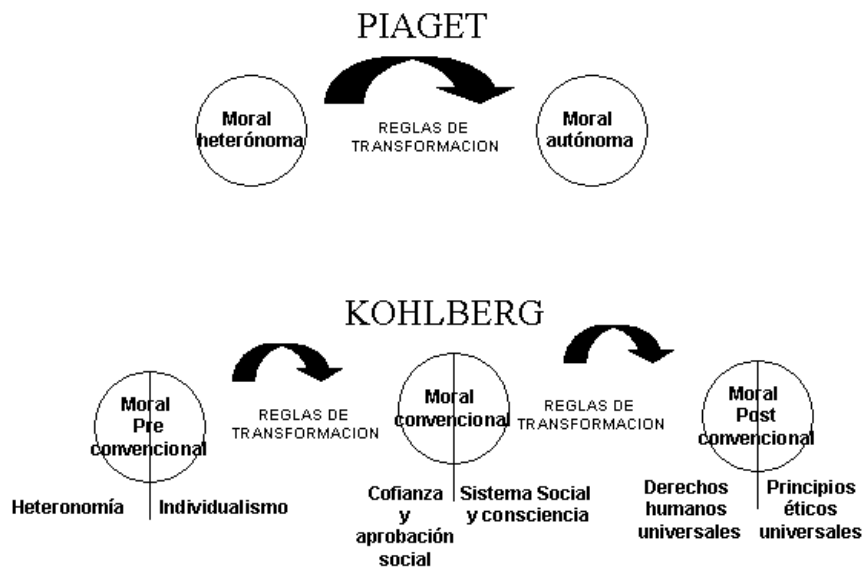 PIAGET
Moral
heterónoma
REGLAS DE
TRANSFORMACION
Moral
autónoma
KOHLBERG
Moral
Pre
convencional
REGLAS DE
TRANSFORMACION
Moral
convencional
REGLAS DE
TRANSFORMACION
Moral
Post
convencional
Heteronomía
Individualismo
Cofianza
y
aprobación
social
Sistema Social
y consciencia
Derechos
humanos
universales
Principios
éticos
universales